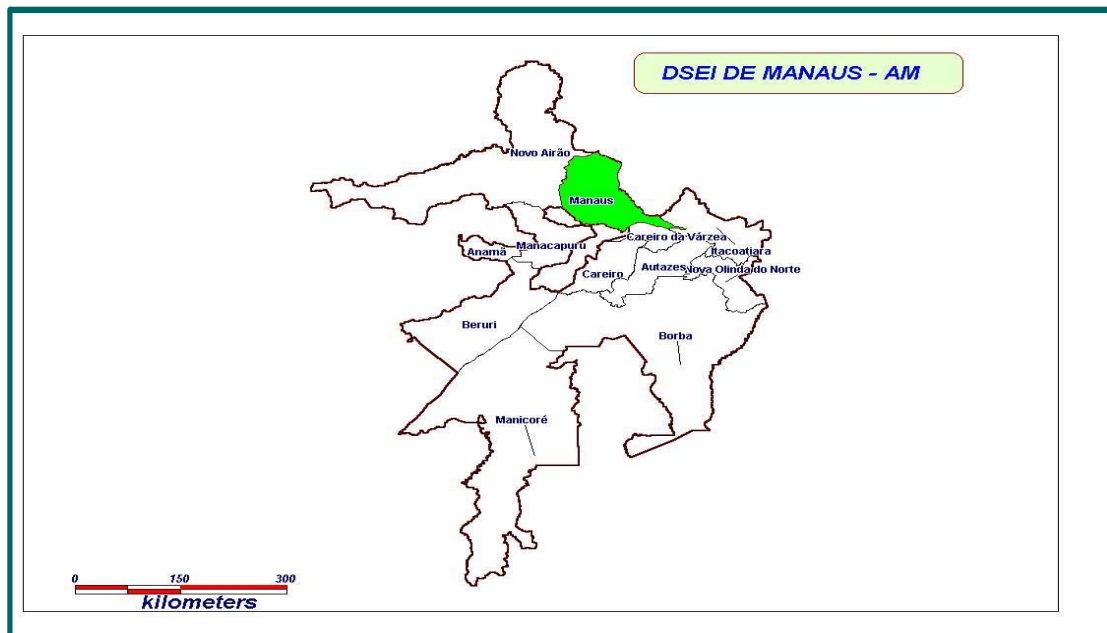 DSEI DE MANAUS - AM
Novo Airão
Manaus
Careiro da Várzea
Manacapuru
Itacoatiara
Anamã
Autazes
Nova Olinda do Norte
Careiro
Beruri
Borba
Manicoré
0 150 300
kilometers